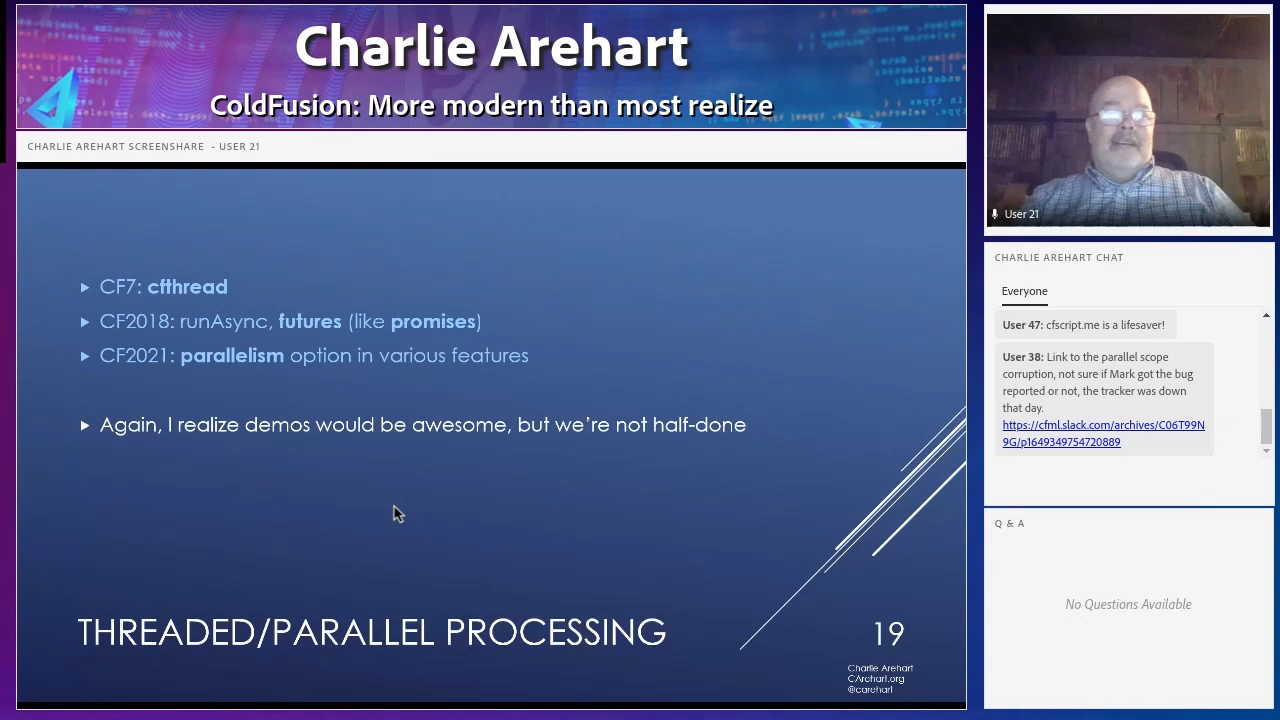 Charlie Arehart
ColdFusion: More modern than most realize
CHARLIE AREHART SCREENSHARE - USER 21
CF7: cfthread
CF2018: runAsync, futures (like promises)
CF2021: parallelism option in various features
Again, I realize demos would be awesome, but we're not half-done
THREADED/PARALLEL PROCESSING
19
Charlie Arehart
CArehart.org
@carehart
User 21
CHARLIE AREHART CHAT
Everyone
User 47: cfscript.me is a lifesaver!
User 38: Link to the parallel scope
corruption, not sure if Mark got the bug
reported or not, the tracker was down
that day.
https://cfml.slack.com/archives/C06T99N
9G/p1649349754720889
Q & A
No Questions Available